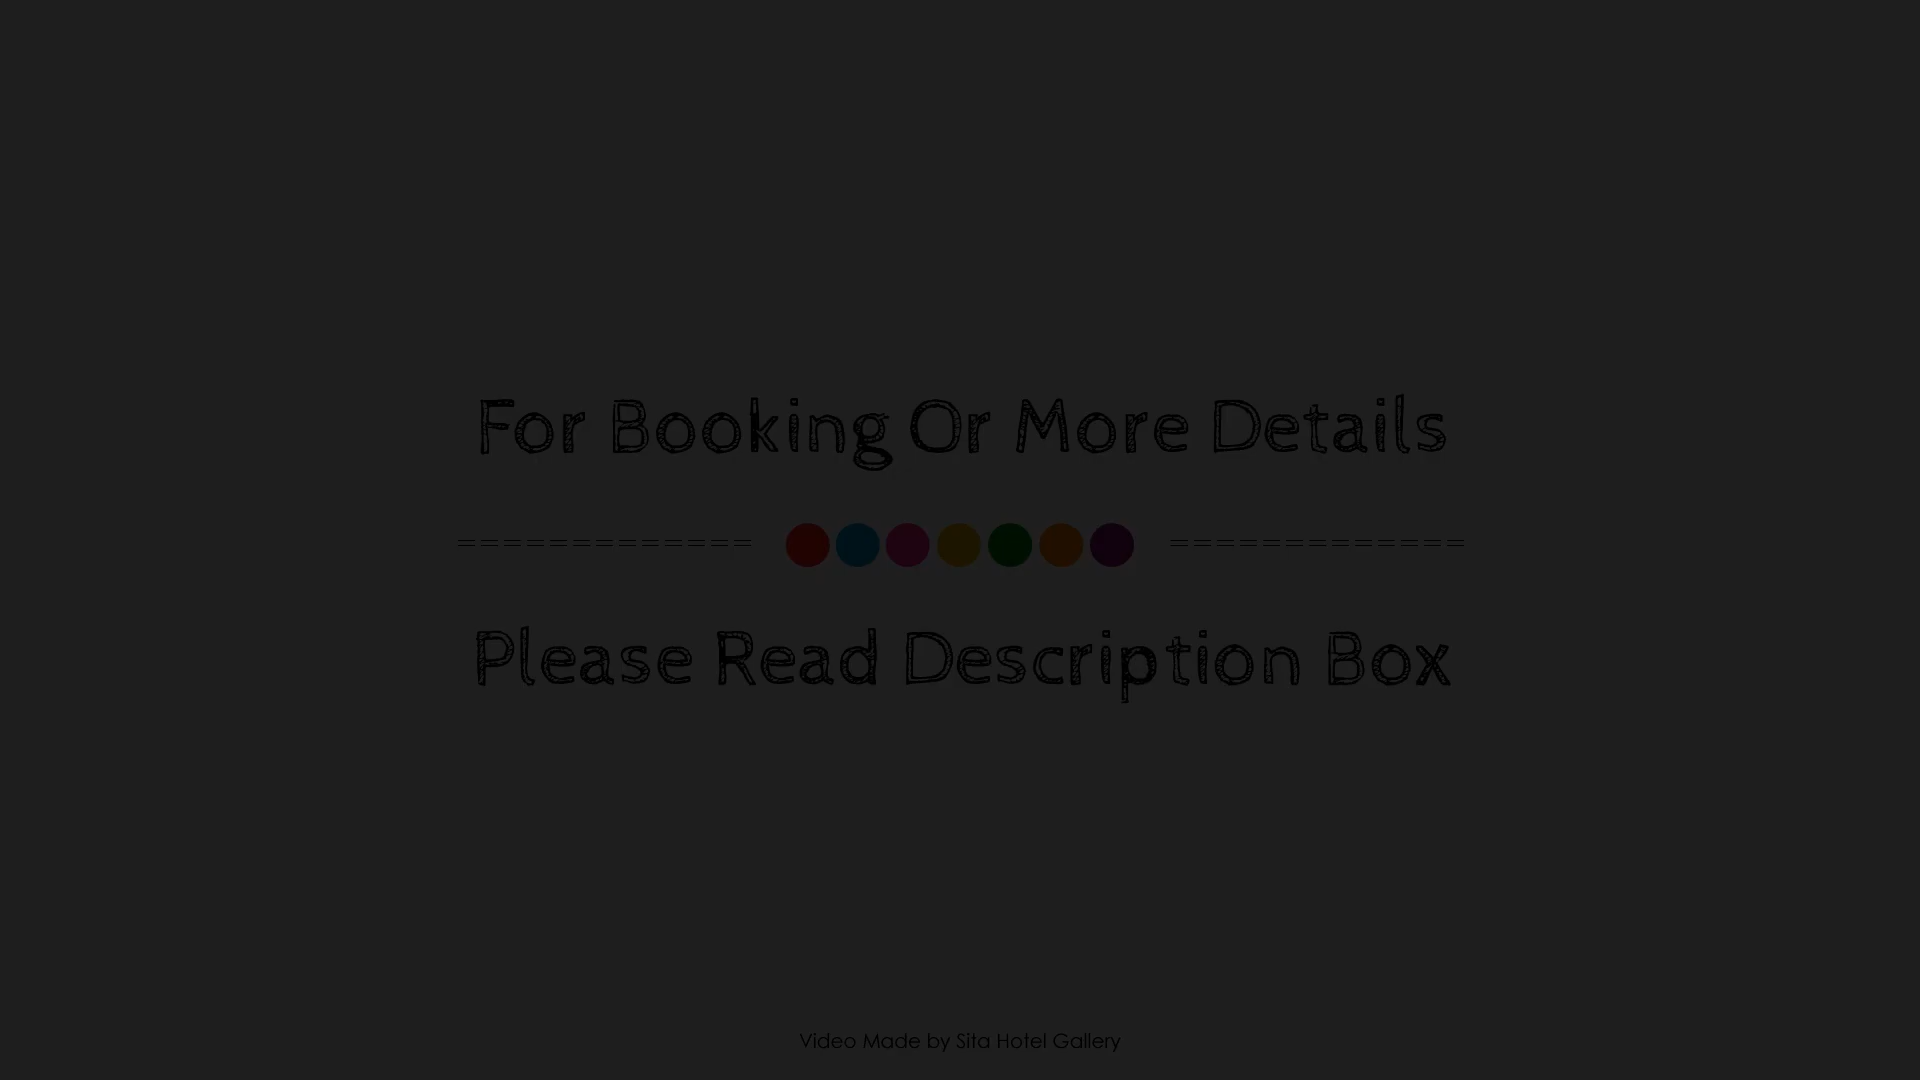 For Booking Or More Details
============= =============
Please Read Description Box
Video Made by Sita Hotel Gallery